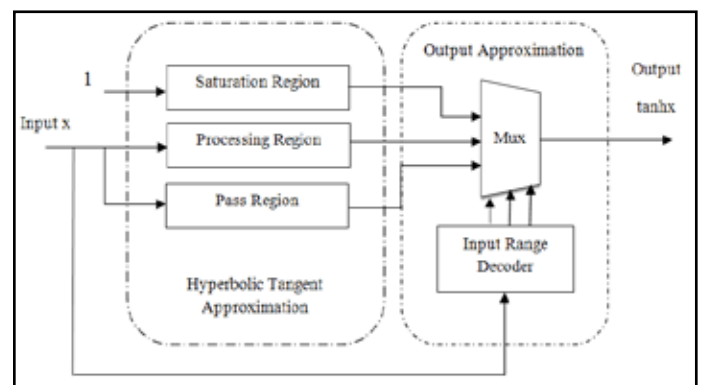 Output Approximation
1
Saturation Region
Output
tanhx
Input x
Processing Region
Mux
Pass Region
Input Range
Decoder
Hyperbolic Tangent
Approximation